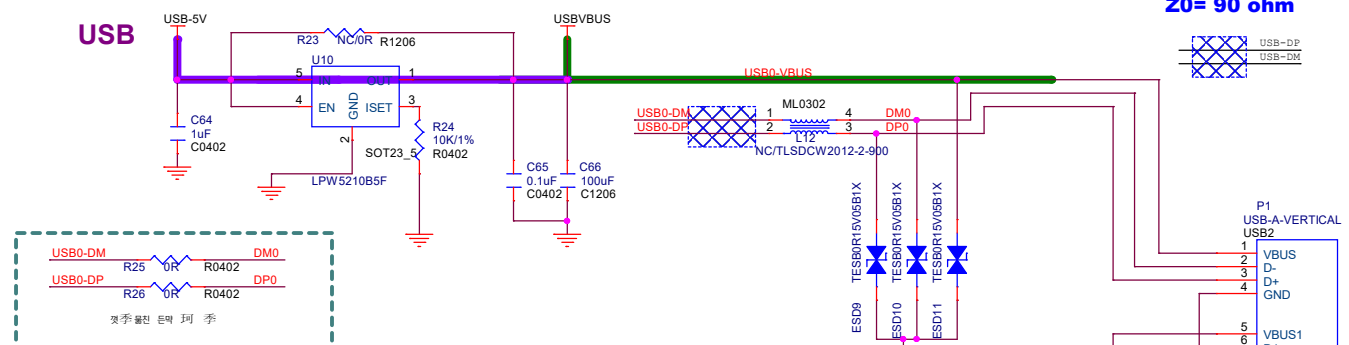 Z0= 90 ohm
USB
USB-5V
USBVBUS
R23 NC/0R R1206
USB-DP
USB-DM
U10
5 IN OUT 1
USB0-VBUS
4 EN GND ISET 3
2
C64
1uF
C0402
R24
10K/1%
R0402
SOT23_5
LPW5210B5F
C65
0.1uF
C0402
C66
100uF
C1206
ML0302
USB0-DM 1 4 DM0
USB0-DP 2 3 DP0
L12
NC/TLSDCW2012-2-900
TESB0R15V05B1X
TESB0R15V05B1X
TESB0R15V05B1X
ESD9
ESD10
ESD11
P1
USB-A-VERTICAL
USB2
1 VBUS
2 D-
3 D+
4 GND
5 VBUS1
6
USB0-DM DM0
R25 0R R0402
USB0-DP DP0
R26 0R R0402